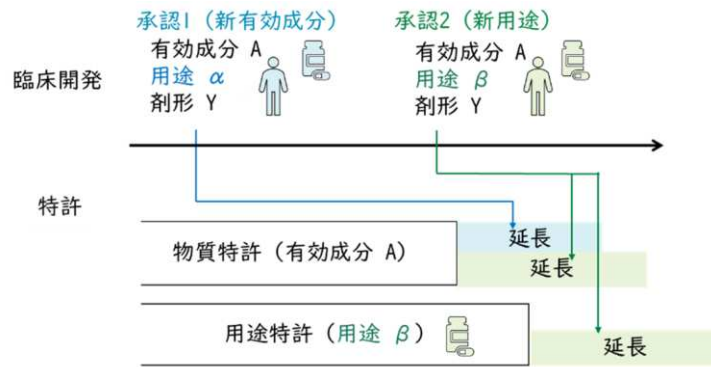 承認1（新有効成分）
有効成分 A
用途 α
剤形 Y
承認2（新用途）
有効成分 A
用途 β
剤形 Y
臨床開発
特許
延長
物質特許（有効成分 A）
延長
用途特許（用途 β）
延長